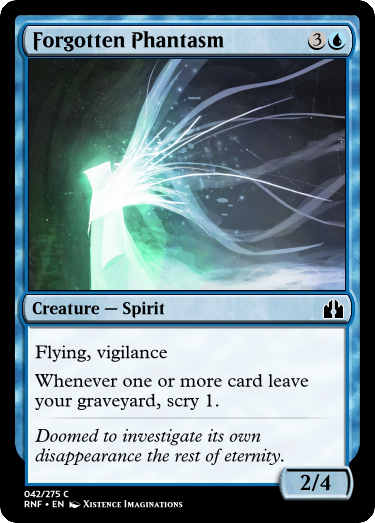 Forgotten Phantasm 3
Creature — Spirit
Flying, vigilance
Whenever one or more card leave
your graveyard, scry 1.
Doomed to investigate its own
disappearance the rest of eternity.
2/4
042/275 C
RNF • EN Xistence Imaginations